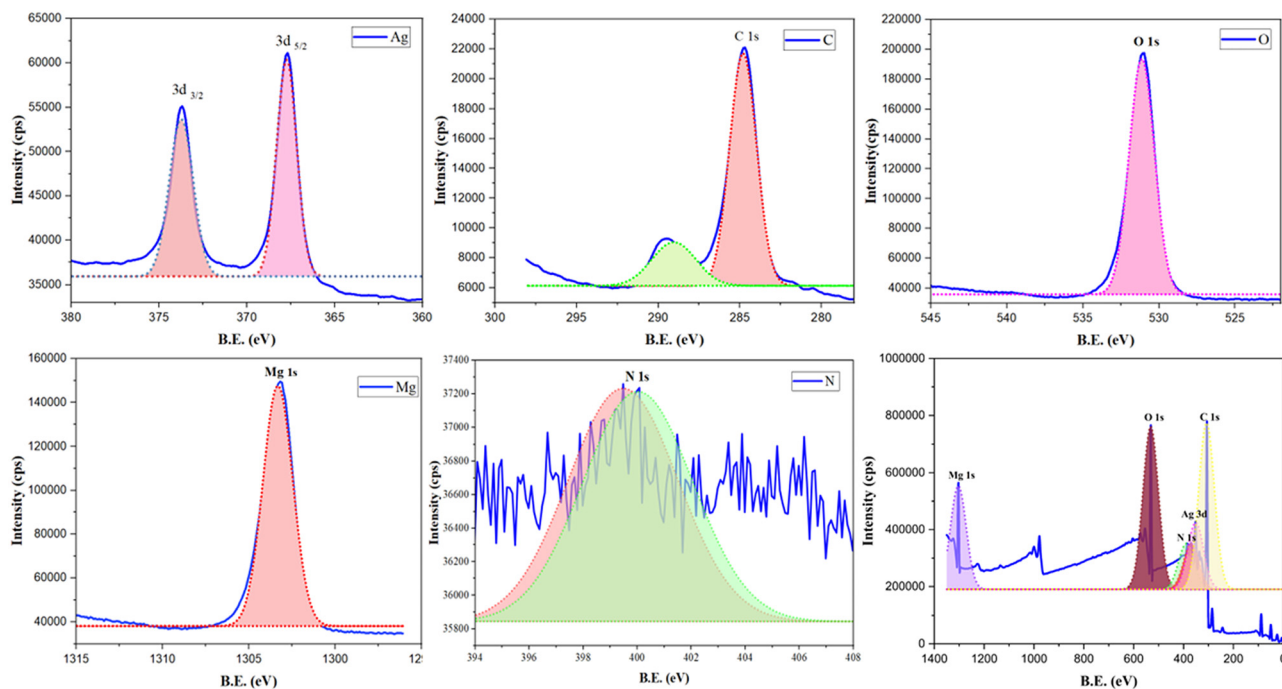 65000
60000
55000
50000
45000
40000
35000
Intensity (cps)
3d 3/2
3d 5/2
Ag
380 375 370 365 360
B.E. (eV)
24000
22000
20000
18000
16000
14000
12000
10000
8000
6000
Intensity (cps)
C 1s
C
300 295 290 285 280
B.E. (eV)
200000
180000
160000
140000
120000
100000
80000
60000
40000
Intensity(cps)
O 1s
O
545 540 535 530 525
B.E. (eV)
160000
140000
120000
100000
80000
60000
40000
Intensity (cps)
Mg 1s
Mg
1315 1310 1305 1300 125
B.E. (eV)
37400
37200
37000
36800
36600
36400
36200
36000
35800
Intensity (cps)
N 1s
N
394 396 398 400 402 404 406 408
B.E. (eV)
1000000
800000
600000
400000
200000
0
Intensity (cps)
Mg 1s
O 1s
C 1s
Ag 3d
N 1s
1400 1200 1000 800 600 400 200 0
B.E. (eV)